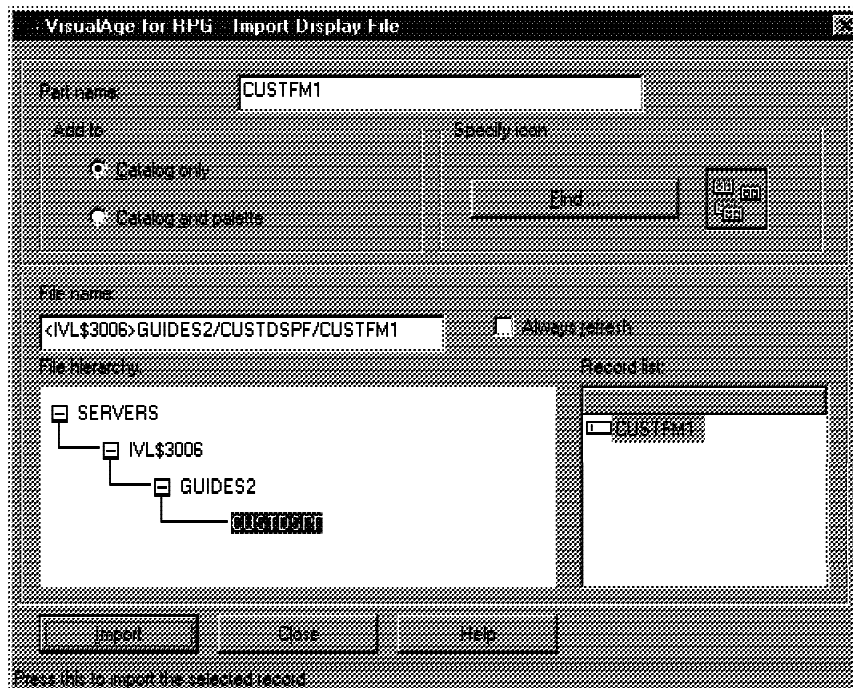 VisualAge for RPG - Import Display File
Part name:
CUSTFM1
Add to
Catalog only
Catalog and palette
Specify icon
Find...
File name:
<IVL$3006>GUIDES2/CUSTDSPF/CUSTFM1
Always refresh
File hierarchy:
Record list:
SERVERS
IVL$3006
GUIDES2
CUSTDSPF
CUSTFM1
Import
Close
Help
Press this to import the selected record